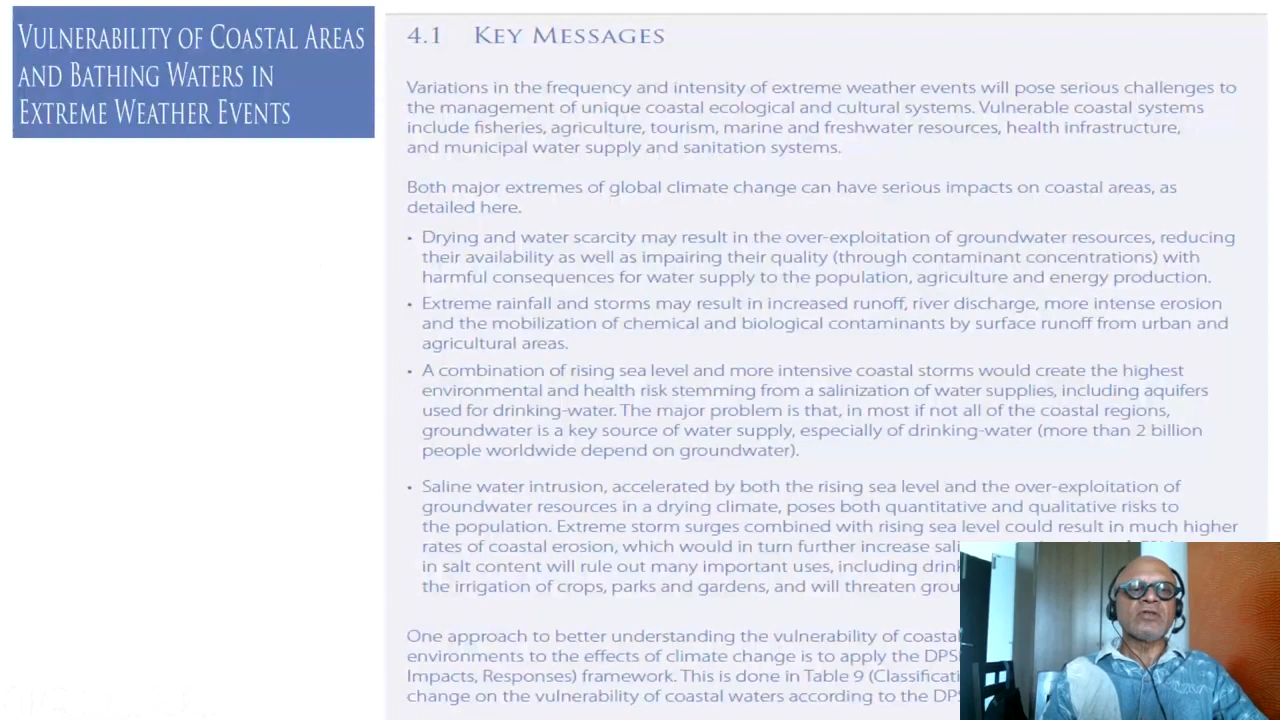 VULNERABILITY OF COASTAL AREAS
AND BATHING WATERS IN
EXTREME WEATHER EVENTS
4.1 KEY MESSAGES
Variations in the frequency and intensity of extreme weather events will pose serious challenges to
the management of unique coastal ecological and cultural systems. Vulnerable coastal systems
include fisheries, agriculture, tourism, marine and freshwater resources, health infrastructure,
and municipal water supply and sanitation systems.
Both major extremes of global climate change can have serious impacts on coastal areas, as
detailed here.
• Drying and water scarcity may result in the over-exploitation of groundwater resources, reducing
their availability as well as impairing their quality (through contaminant concentrations) with
harmful consequences for water supply to the population, agriculture and energy production.
• Extreme rainfall and storms may result in increased runoff, river discharge, more intense erosion
and the mobilization of chemical and biological contaminants by surface runoff from urban and
agricultural areas.
• A combination of rising sea level and more intensive coastal storms would create the highest
environmental and health risk stemming from a salinization of water supplies, including aquifers
used for drinking-water. The major problem is that, in most if not all of the coastal regions,
groundwater is a key source of water supply, especially of drinking-water (more than 2 billion
people worldwide depend on groundwater).
• Saline water intrusion, accelerated by both the rising sea level and the over-exploitation of
groundwater resources in a drying climate, poses both quantitative and qualitative risks to
the population. Extreme storm surges combined with rising sea level could result in much higher
rates of coastal erosion, which would in turn further increase
in salt content will rule out many important uses, including
the irrigation of crops, parks and gardens, and will threaten
One approach to better understanding the vulnerability of
environments to the effects of climate change is to apply the
Impacts, Responses) framework. This is done in Table 9
change on the vulnerability of coastal waters according to the